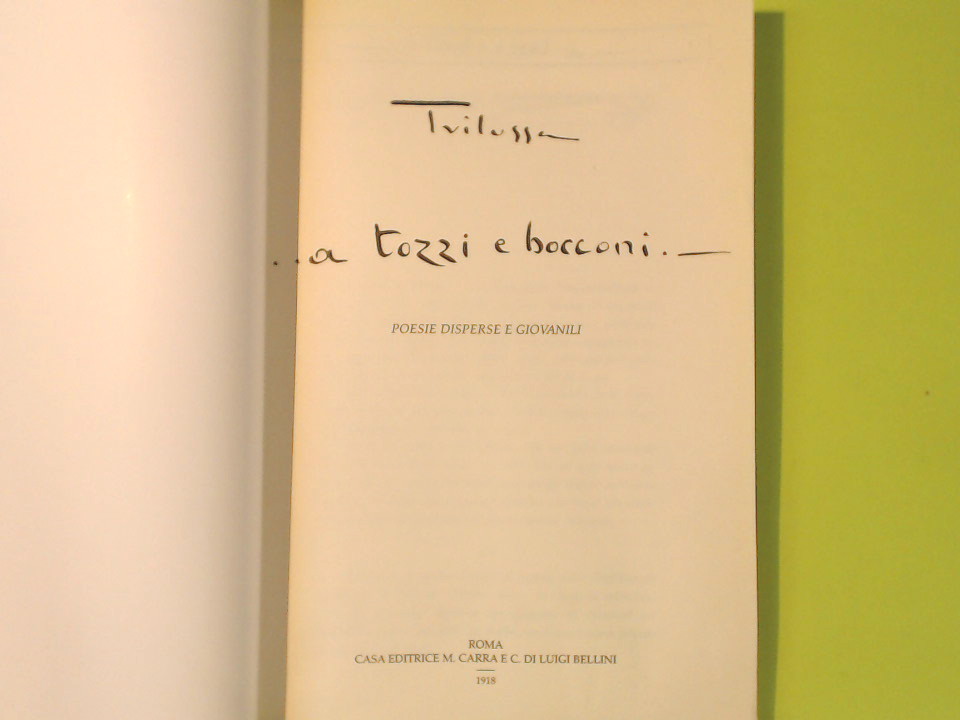 Trilussa
..a tozzi e bocconi.—
POESIE DISPERSE E GIOVANILI
ROMA
CASA EDITRICE M. CARRA E C. DI LUIGI BELLINI
1918